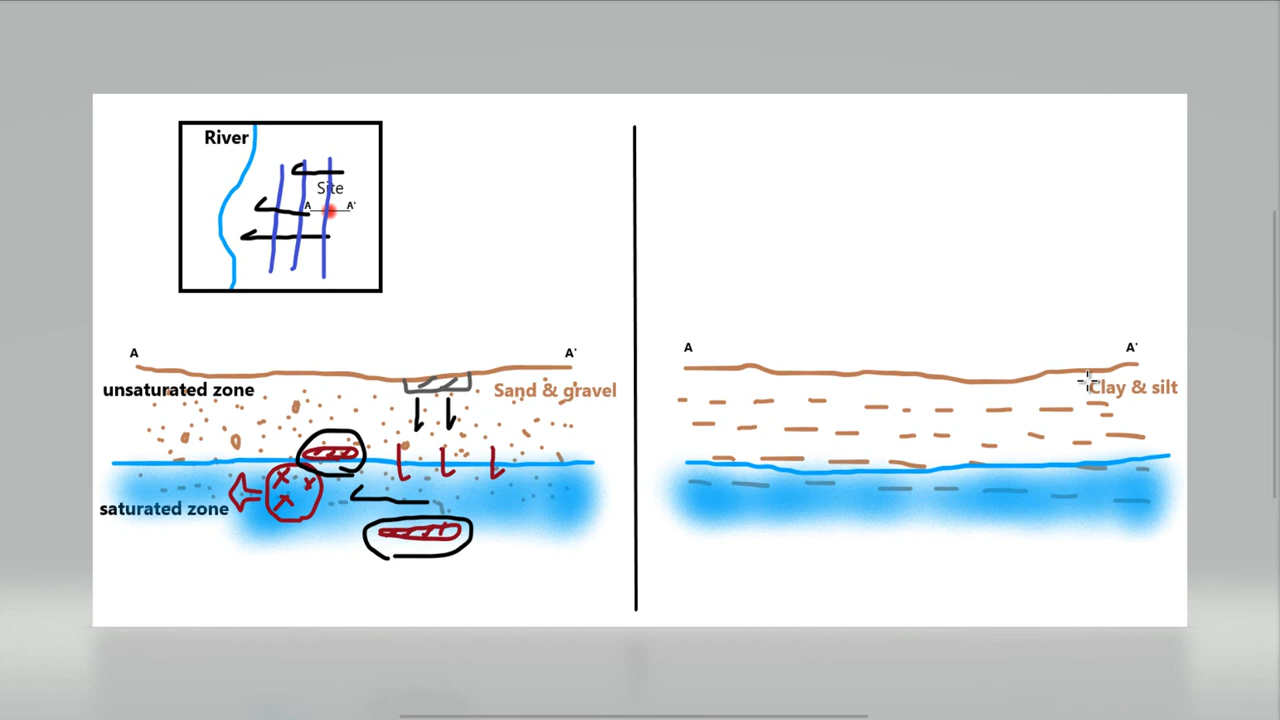 River
Site
A A'
A A'
unsaturated zone
Sand & gravel
saturated zone
A A'
Clay & silt